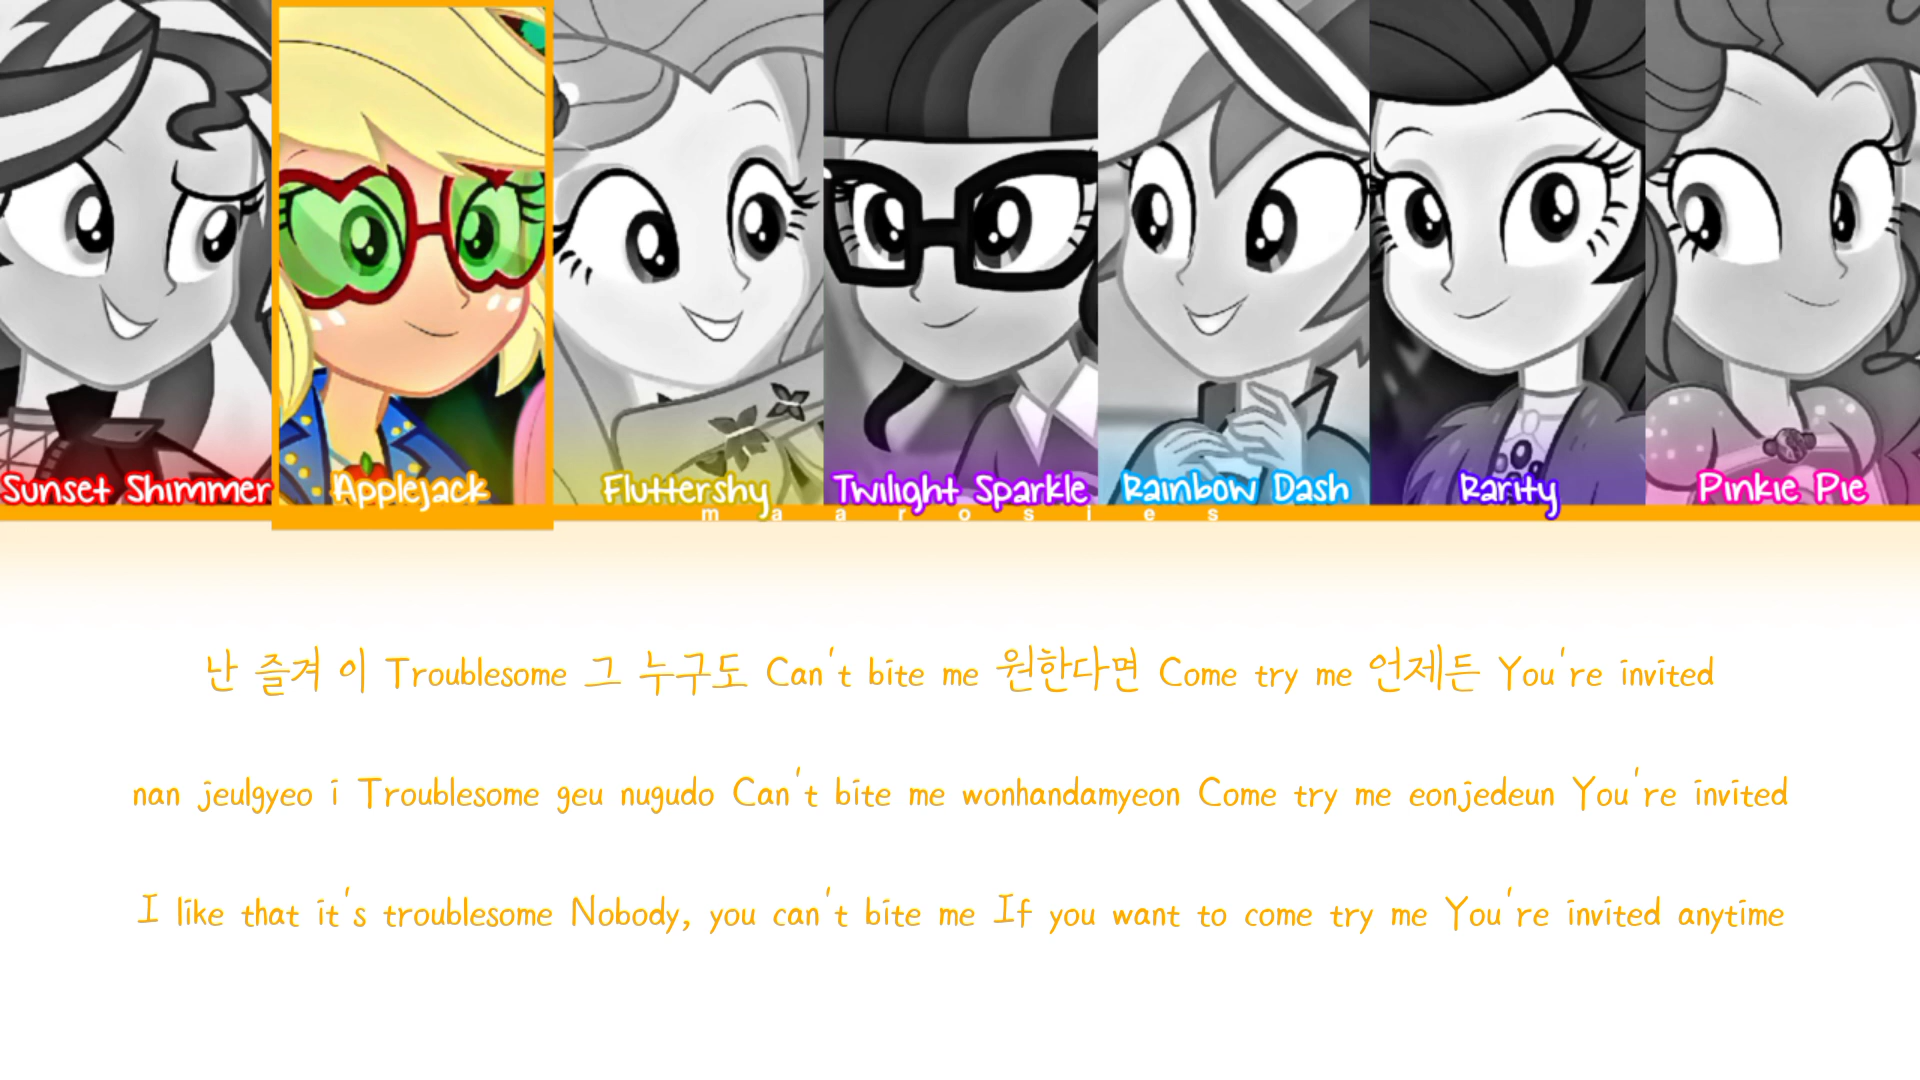 Sunset Shimmer Applejack Fluttershy Twilight Sparkle Rainbow Dash Rarity Pinkie Pie
m a a r o s i e s
난 즐겨 이 Troublesome 그 누구도 Can't bite me 원한다면 Come try me 언제든 You're invited
nan jeulgyeo i Troublesome geu nugudo Can't bite me wonhandamyeon Come try me eonjedeun You're invited
I like that it's troublesome Nobody, you can't bite me If you want to come try me You're invited anytime